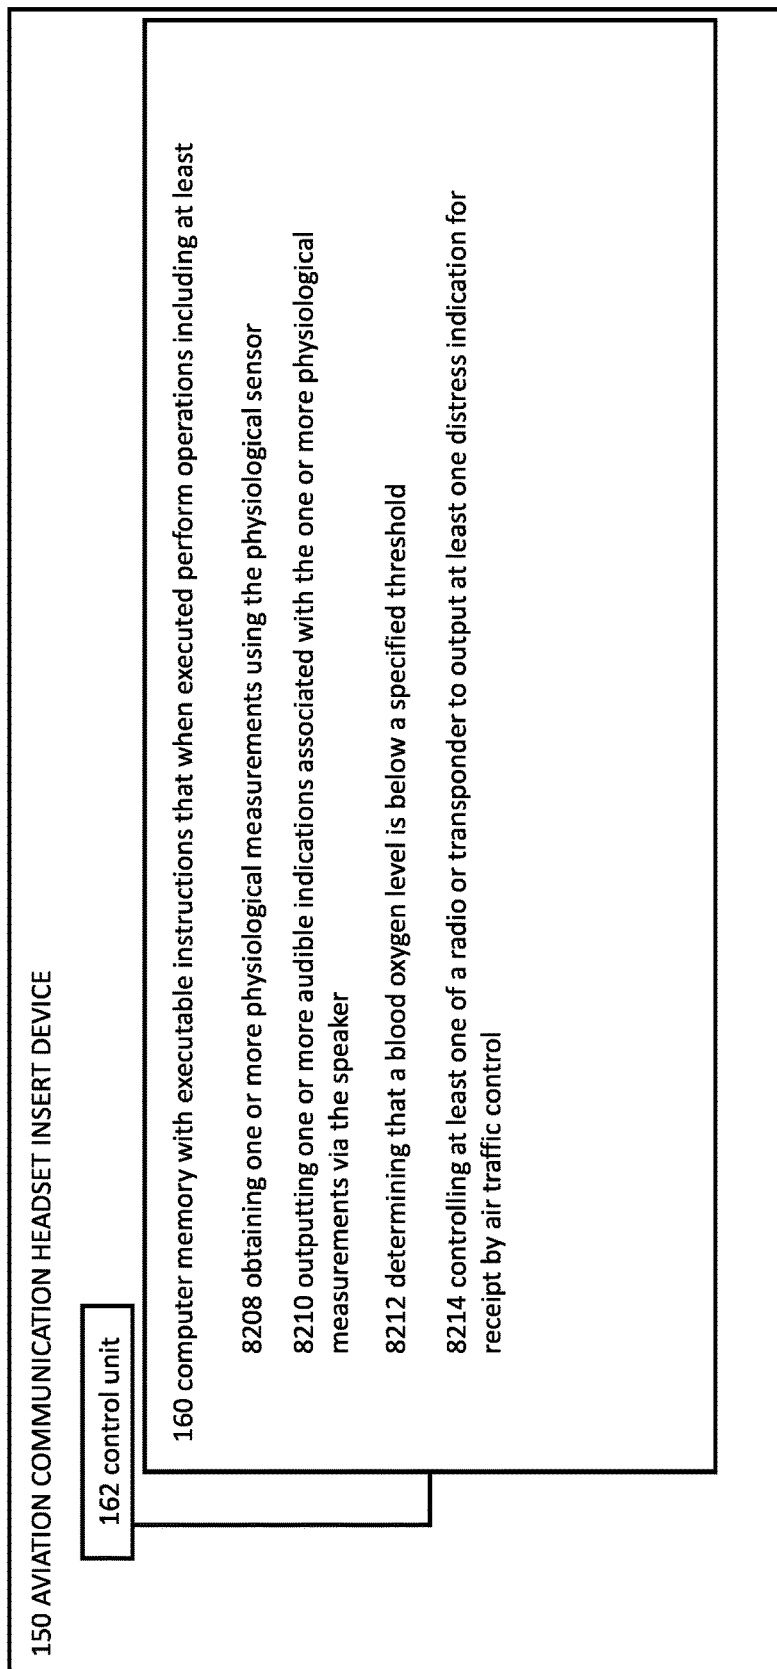 150 AVIATION COMMUNICATION HEADSET INSERT DEVICE
162 control unit
160 computer memory with executable instructions that when executed perform operations including at least
8208 obtaining one or more physiological measurements using the physiological sensor
8210 outputting one or more audible indications associated with the one or more physiological
measurements via the speaker
8212 determining that a blood oxygen level is below a specified threshold
8214 controlling at least one of a radio or transponder to output at least one distress indication for
receipt by air traffic control